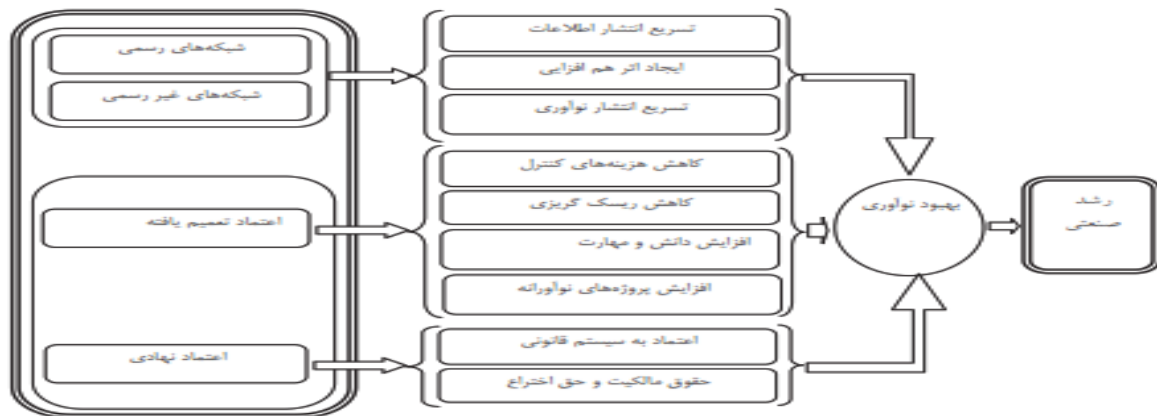 شبکه‌های رسمی
شبکه‌های غیر رسمی
اعتماد تعمیم یافته
اعتماد نهادی
تسریع انتشار اطلاعات
ایجاد اثر هم افزایی
تسریع انتشار نوآوری
کاهش هزینه‌های کنترل
کاهش ریسک گریزی
افزایش دانش و مهارت
افزایش پروژه‌های نوآورانه
اعتماد به سیستم قانونی
حقوق مالکیت و حق اختراع
بهبود نوآوری
رشد
صنعتی